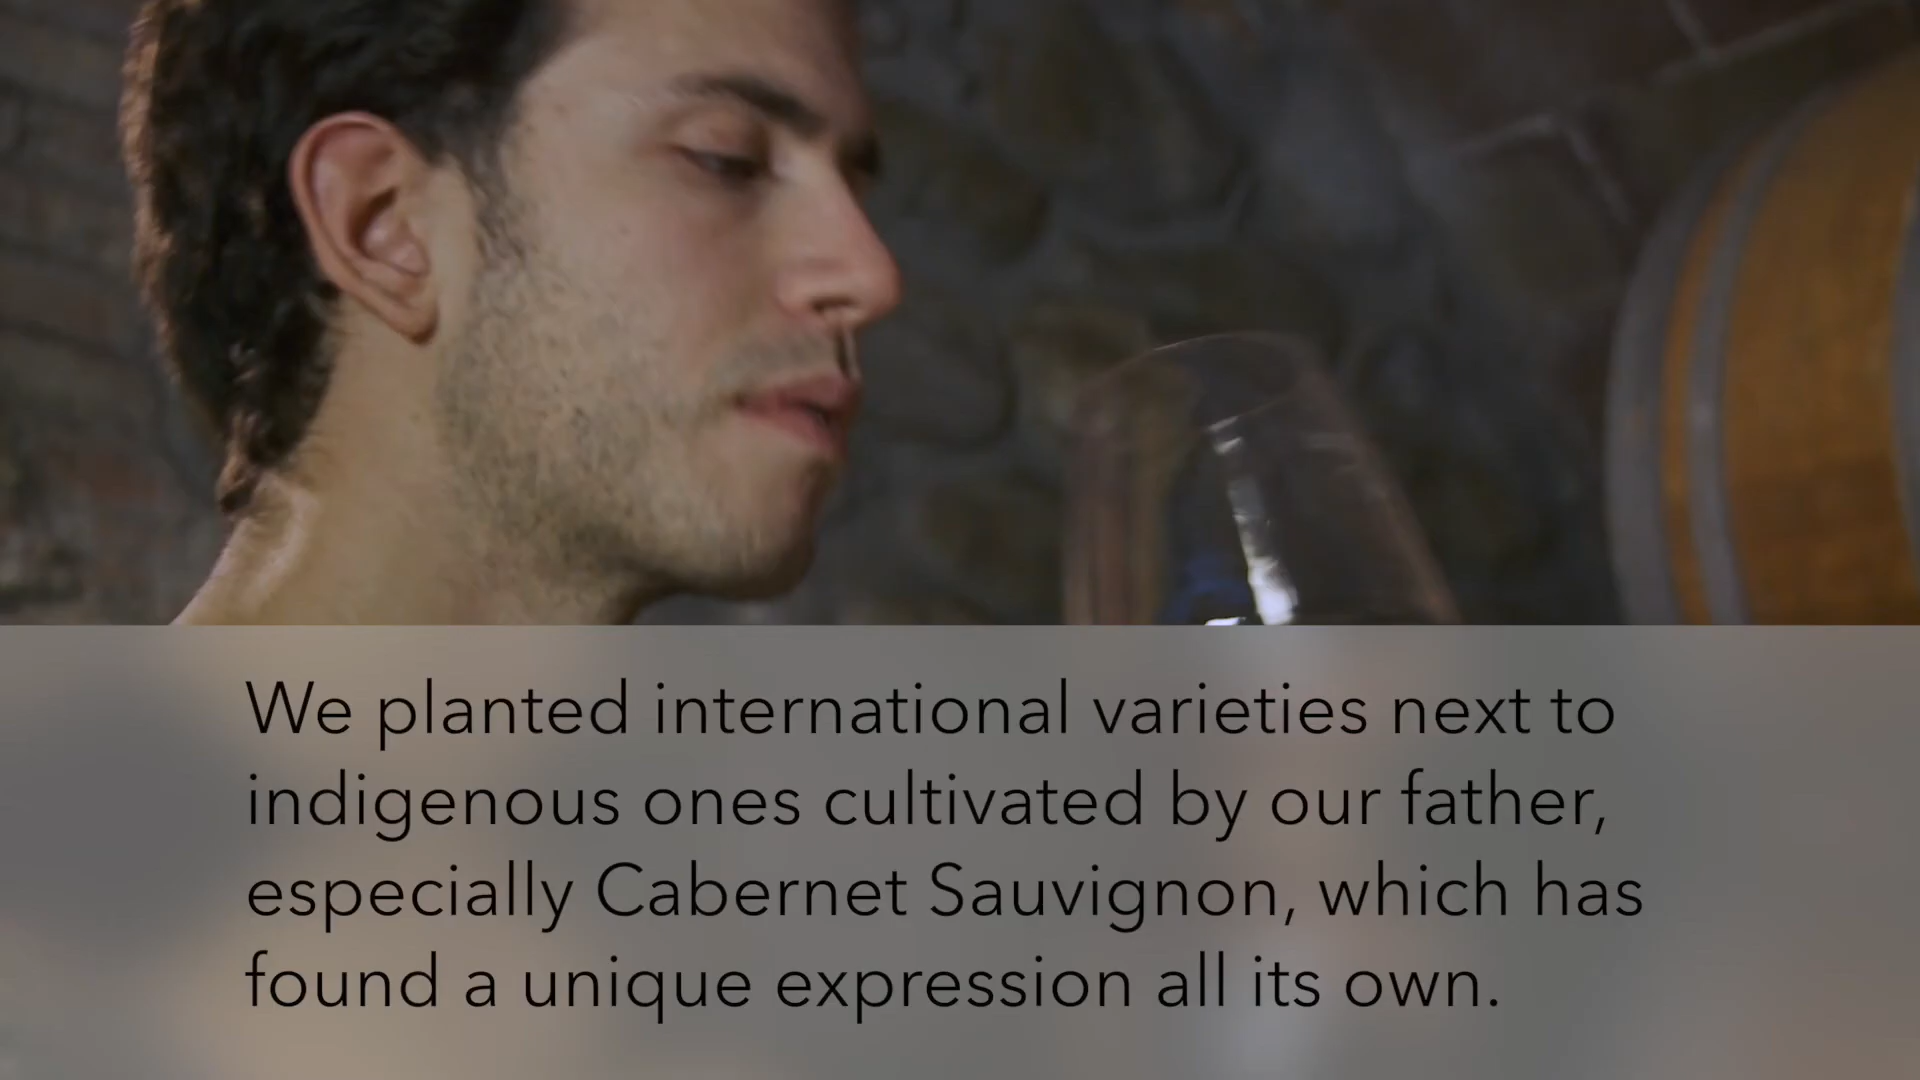 We planted international varieties next to
indigenous ones cultivated by our father,
especially Cabernet Sauvignon, which has
found a unique expression all its own.